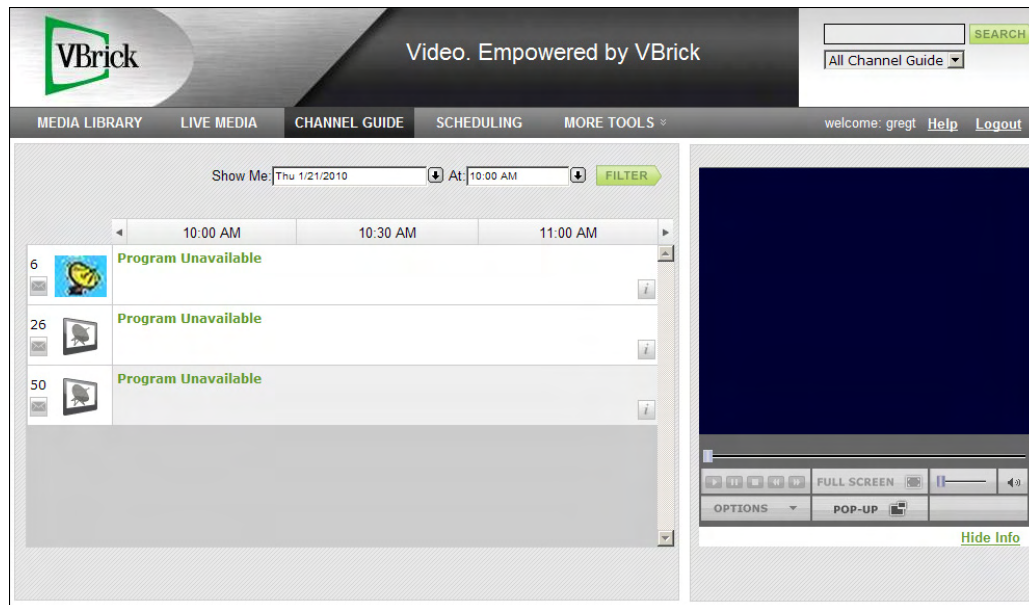 VBrick
Video. Empowered by VBrick
SEARCH
All Channel Guide
MEDIA LIBRARY LIVE MEDIA CHANNEL GUIDE SCHEDULING MORE TOOLS welcome: gregt Help Logout
Show Me: Thu 1/21/2010 At: 10:00 AM FILTER
10:00 AM 10:30 AM 11:00 AM
6 Program Unavailable
i
26 Program Unavailable
i
50 Program Unavailable
i
FULL SCREEN
OPTIONS POP-UP
Hide Info